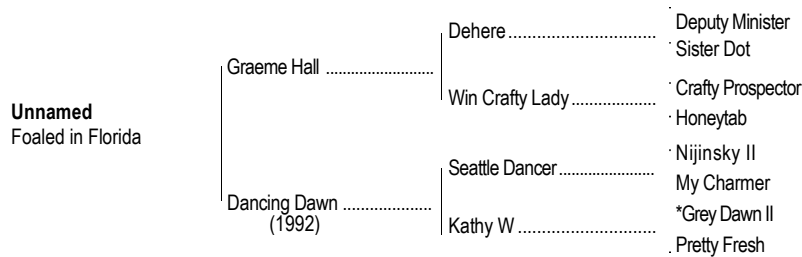 Unnamed
Foaled in Florida
Graeme Hall ..........................
Dancing Dawn .....................
(1992)
Dehere ................................
Win Crafty Lady ....................
Seattle Dancer .......................
Kathy W ..............................
Deputy Minister
Sister Dot
Crafty Prospector
Honeytab
Nijinsky II
My Charmer
*Grey Dawn II
Pretty Fresh